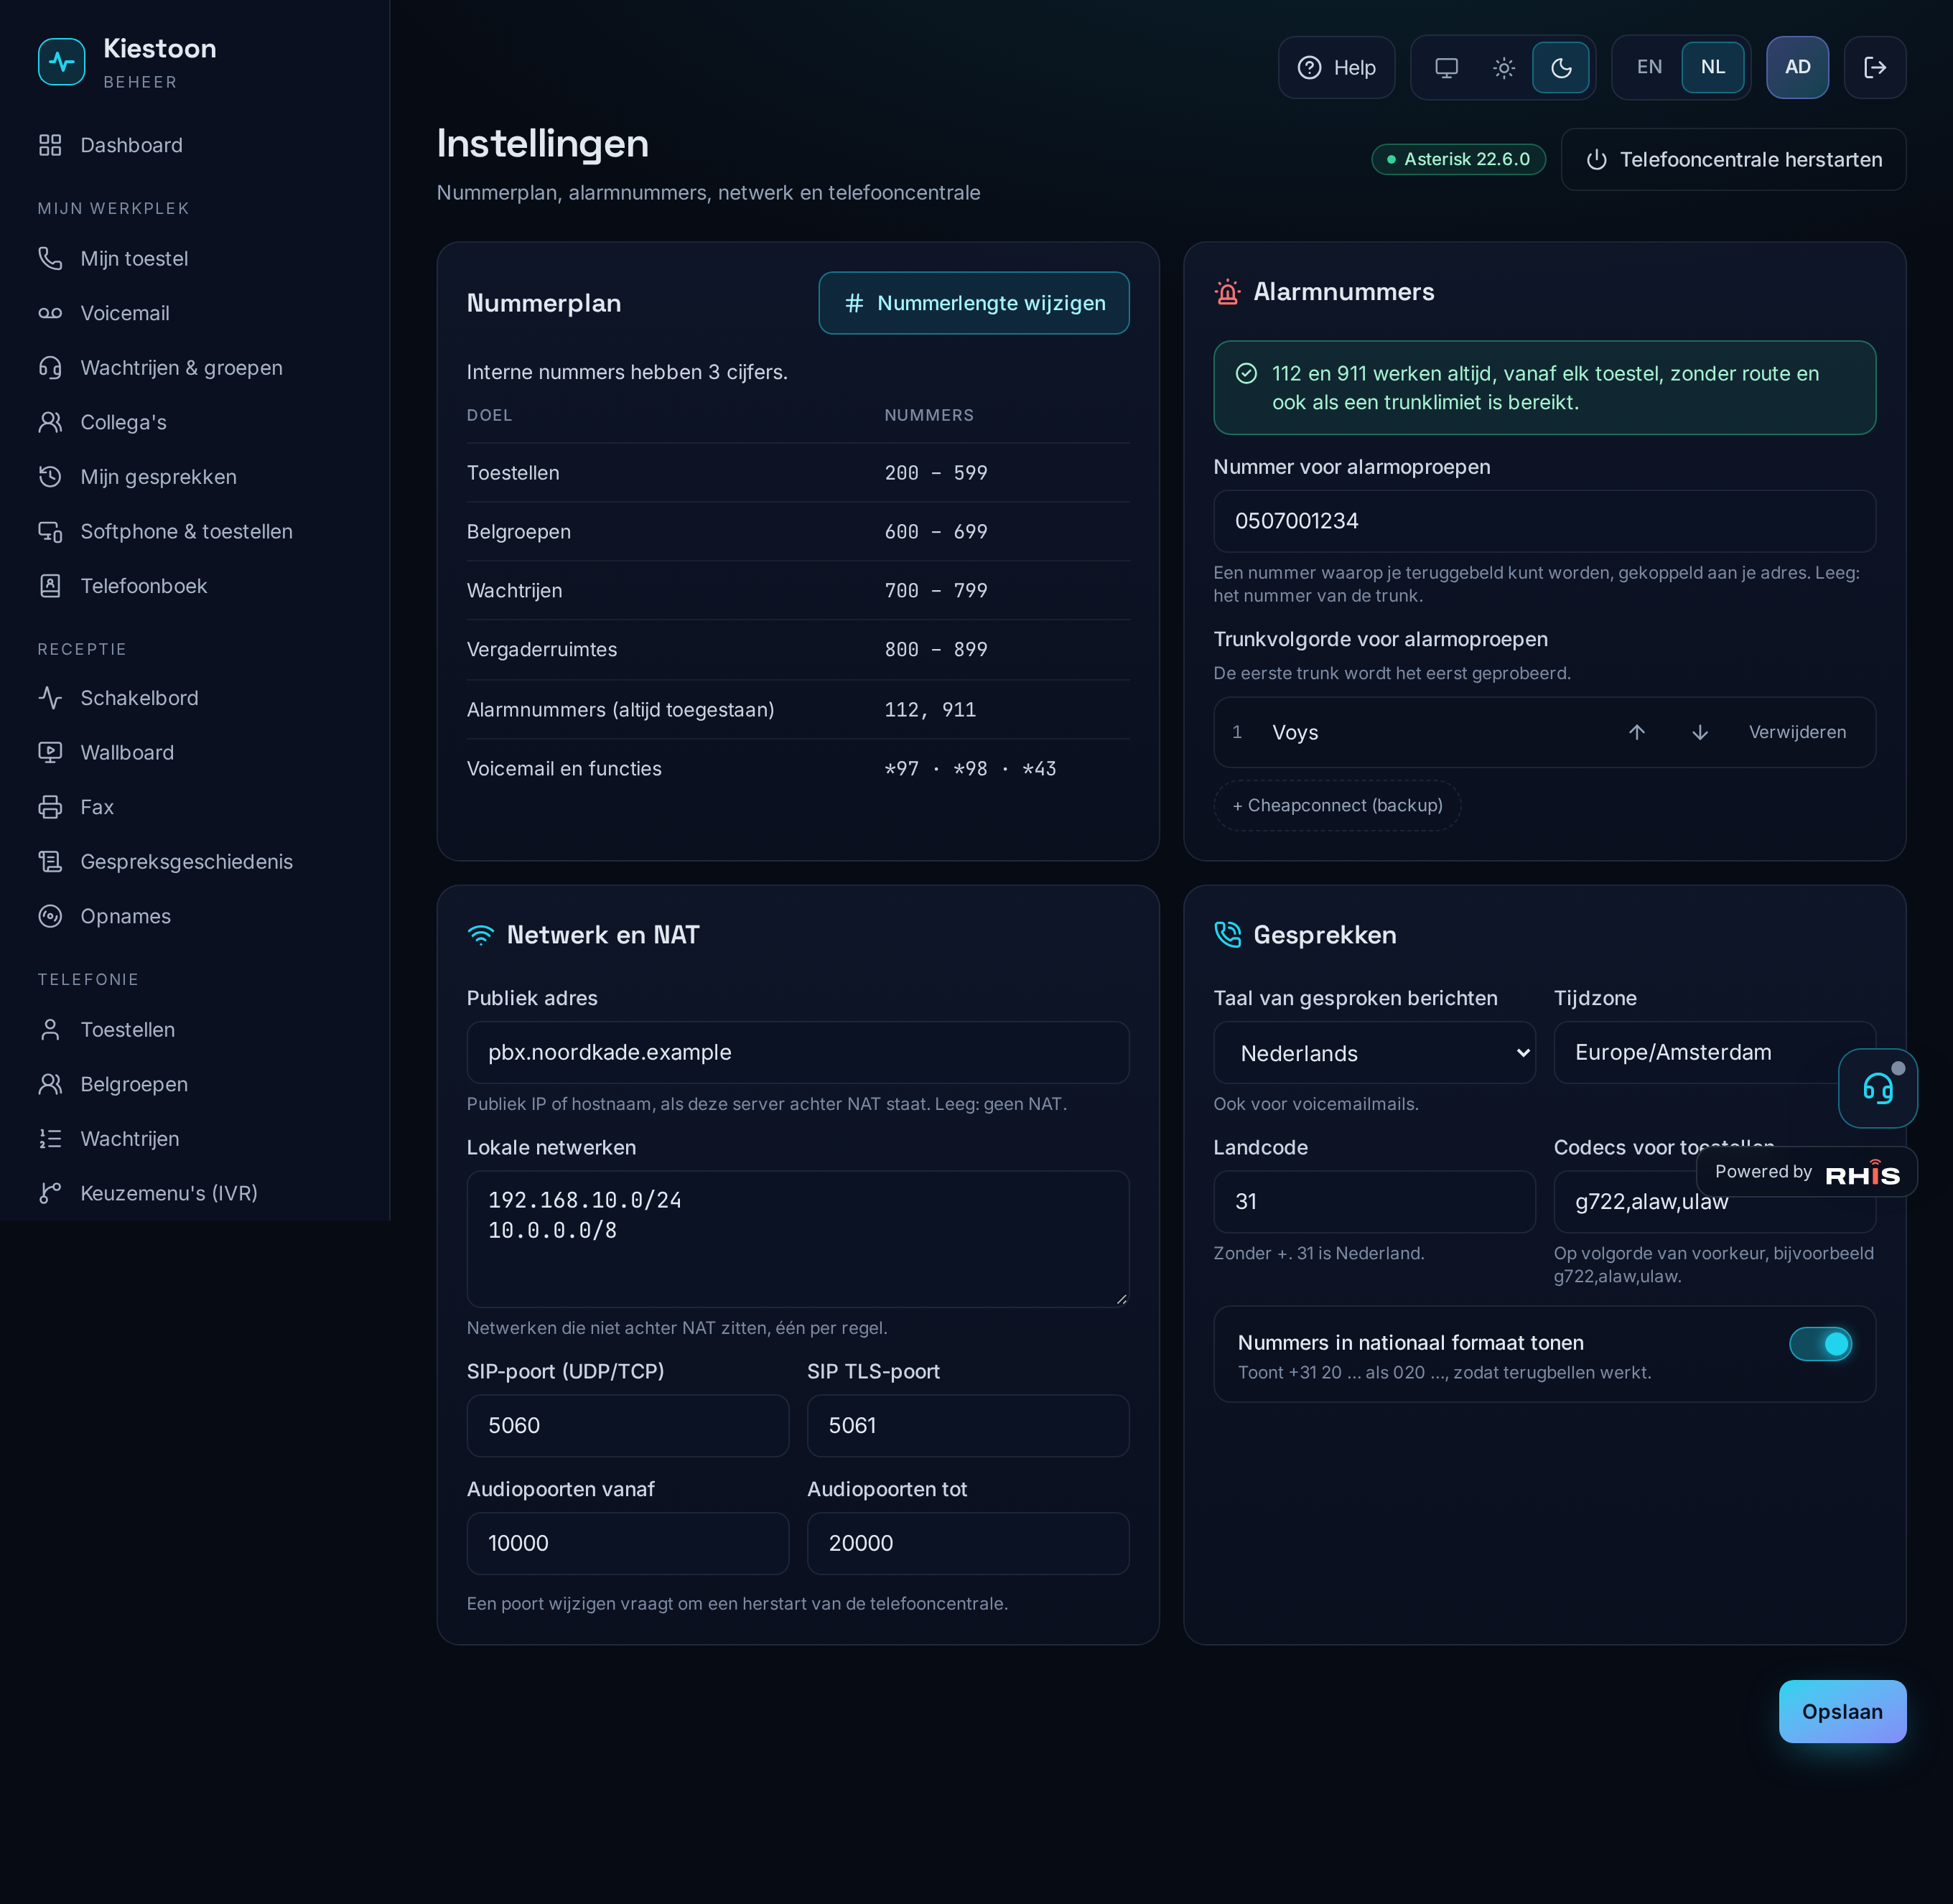 Kiestoon
BEHEER
Dashboard
MIJN WERKPLEK
Mijn toestel
Voicemail
Wachtrijen & groepen
Collega's
Mijn gesprekken
Softphone & toestellen
Telefoonboek
RECEPTIE
Schakelbord
Wallboard
Fax
Gespreksgeschiedenis
Opnames
TELEFONIE
Toestellen
Belgroepen
Wachtrijen
Keuzemenu's (IVR)
Help
EN
NL
AD
Instellingen
Nummerplan, alarmnummers, netwerk en telefooncentrale
Asterisk 22.6.0
Telefooncentrale herstarten
Nummerplan
Nummerlengte wijzigen
Interne nummers hebben 3 cijfers.
DOEL NUMMERS
Toestellen 200 – 599
Belgroepen 600 – 699
Wachtrijen 700 – 799
Vergaderruimtes 800 – 899
Alarmnummers (altijd toegestaan) 112, 911
Voicemail en functies *97 · *98 · *43
Alarmnummers
112 en 911 werken altijd, vanaf elk toestel, zonder route en
ook als een trunklimiet is bereikt.
Nummer voor alarmoproepen
0507001234
Een nummer waarop je teruggebeld kunt worden, gekoppeld aan je adres. Leeg:
het nummer van de trunk.
Trunkvolgorde voor alarmoproepen
De eerste trunk wordt het eerst geprobeerd.
1 Voys Verwijderen
+ Cheapconnect (backup)
Netwerk en NAT
Publiek adres
pbx.noordkade.example
Publiek IP of hostnaam, als deze server achter NAT staat. Leeg: geen NAT.
Lokale netwerken
192.168.10.0/24
10.0.0.0/8
Netwerken die niet achter NAT zitten, één per regel.
SIP-poort (UDP/TCP) SIP TLS-poort
5060 5061
Audiopoorten vanaf Audiopoorten tot
10000 20000
Een poort wijzigen vraagt om een herstart van de telefooncentrale.
Gesprekken
Taal van gesproken berichten Tijdzone
Nederlands Europe/Amsterdam
Ook voor voicemailmails.
Landcode Codecs voor
31 g722,alaw,ulaw
Powered by RHiS
Zonder +. 31 is Nederland.
Op volgorde van voorkeur, bijvoorbeeld
g722,alaw,ulaw.
Nummers in nationaal formaat tonen
Toont +31 20 ... als 020 ..., zodat terugbellen werkt.
Opslaan